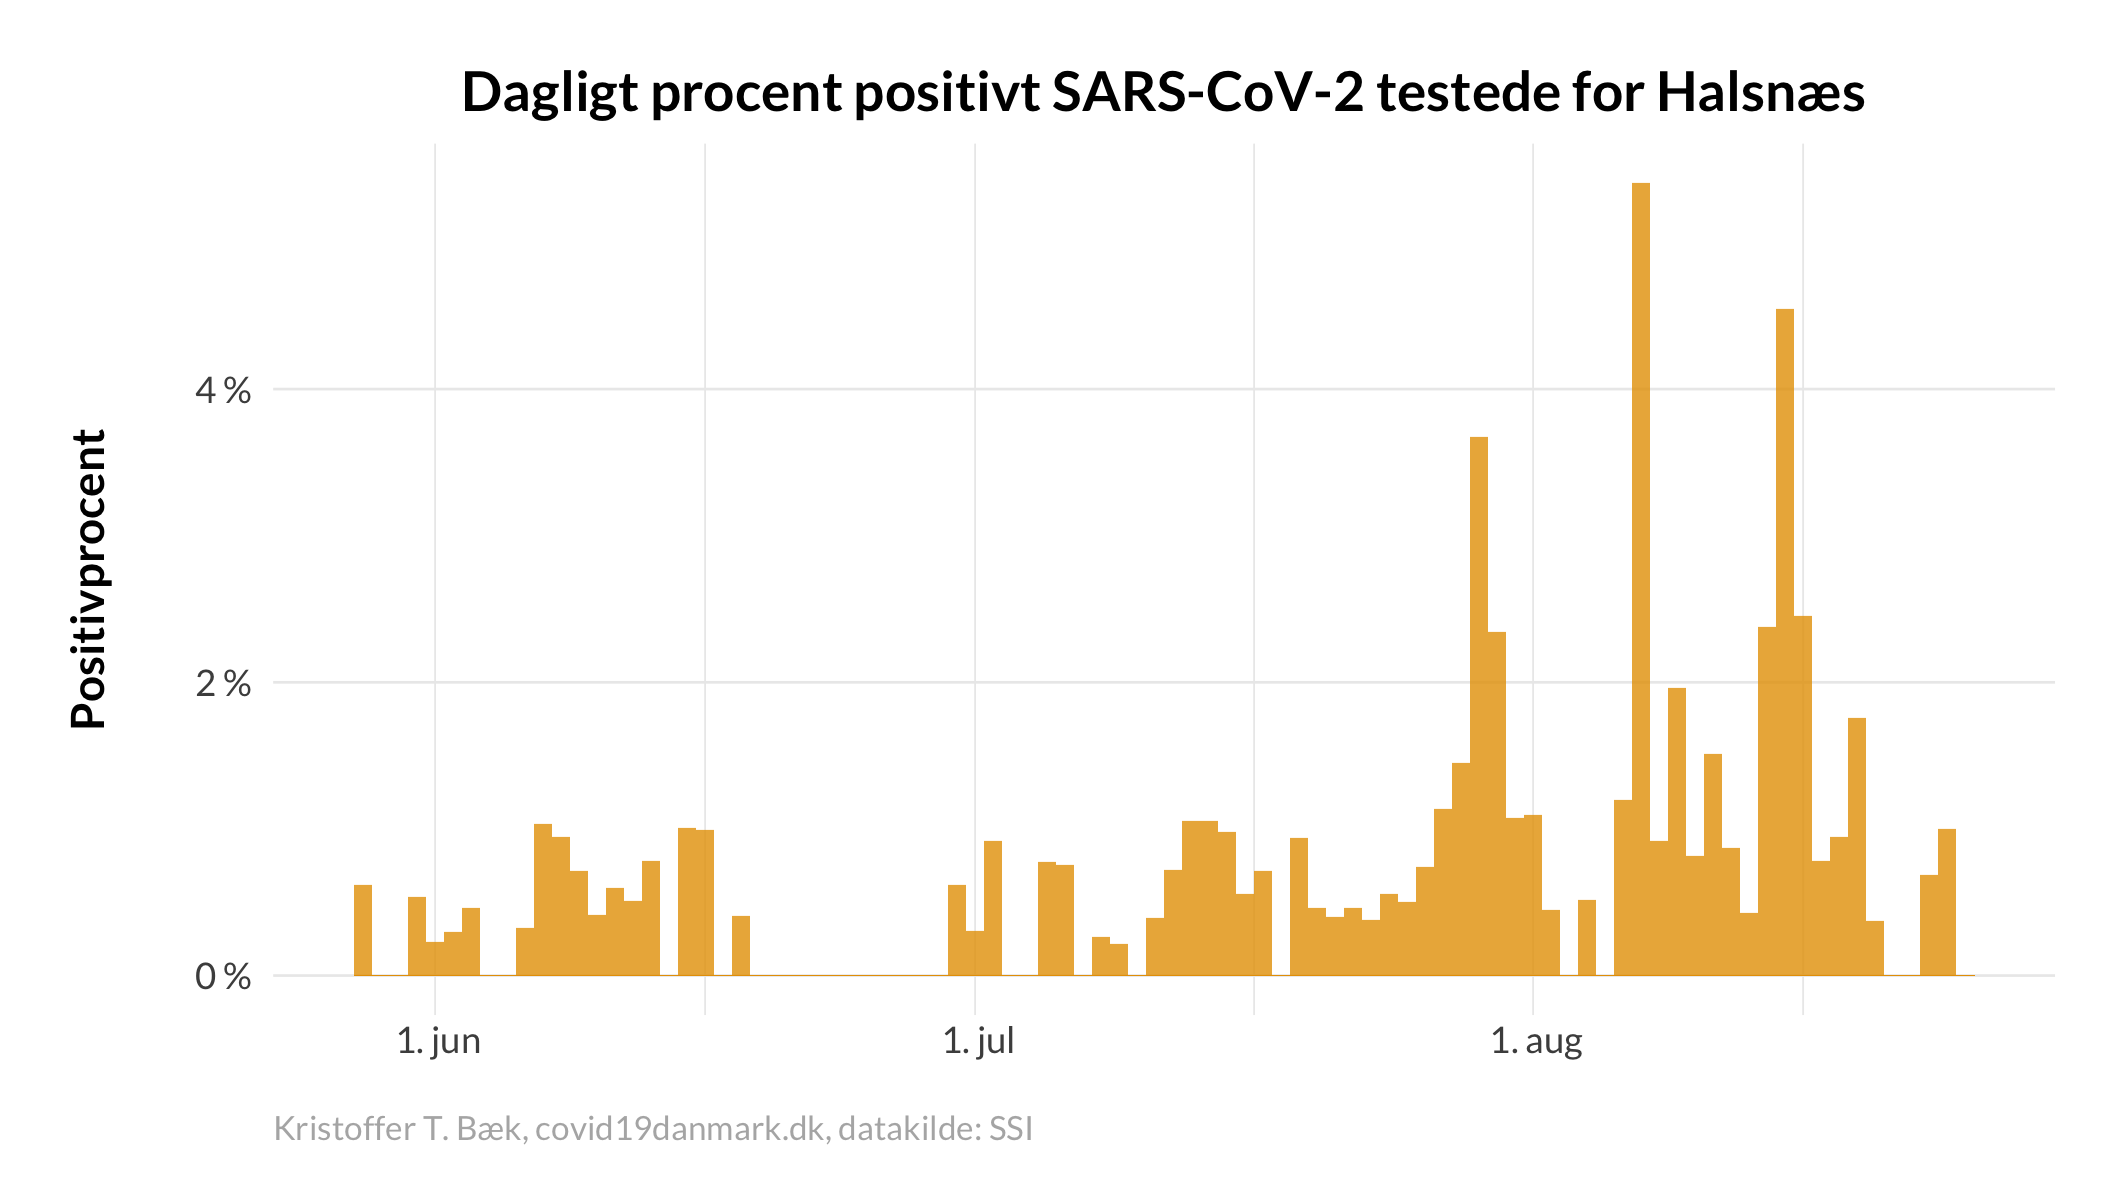 Dagligt procent positivt SARS-CoV-2 testede for Halsnæs
Positivprocent
4 %
2 %
0 %
1. jun
1. jul
1. aug
Kristoffer T. Bæk, covid19danmark.dk, datakilde: SSI